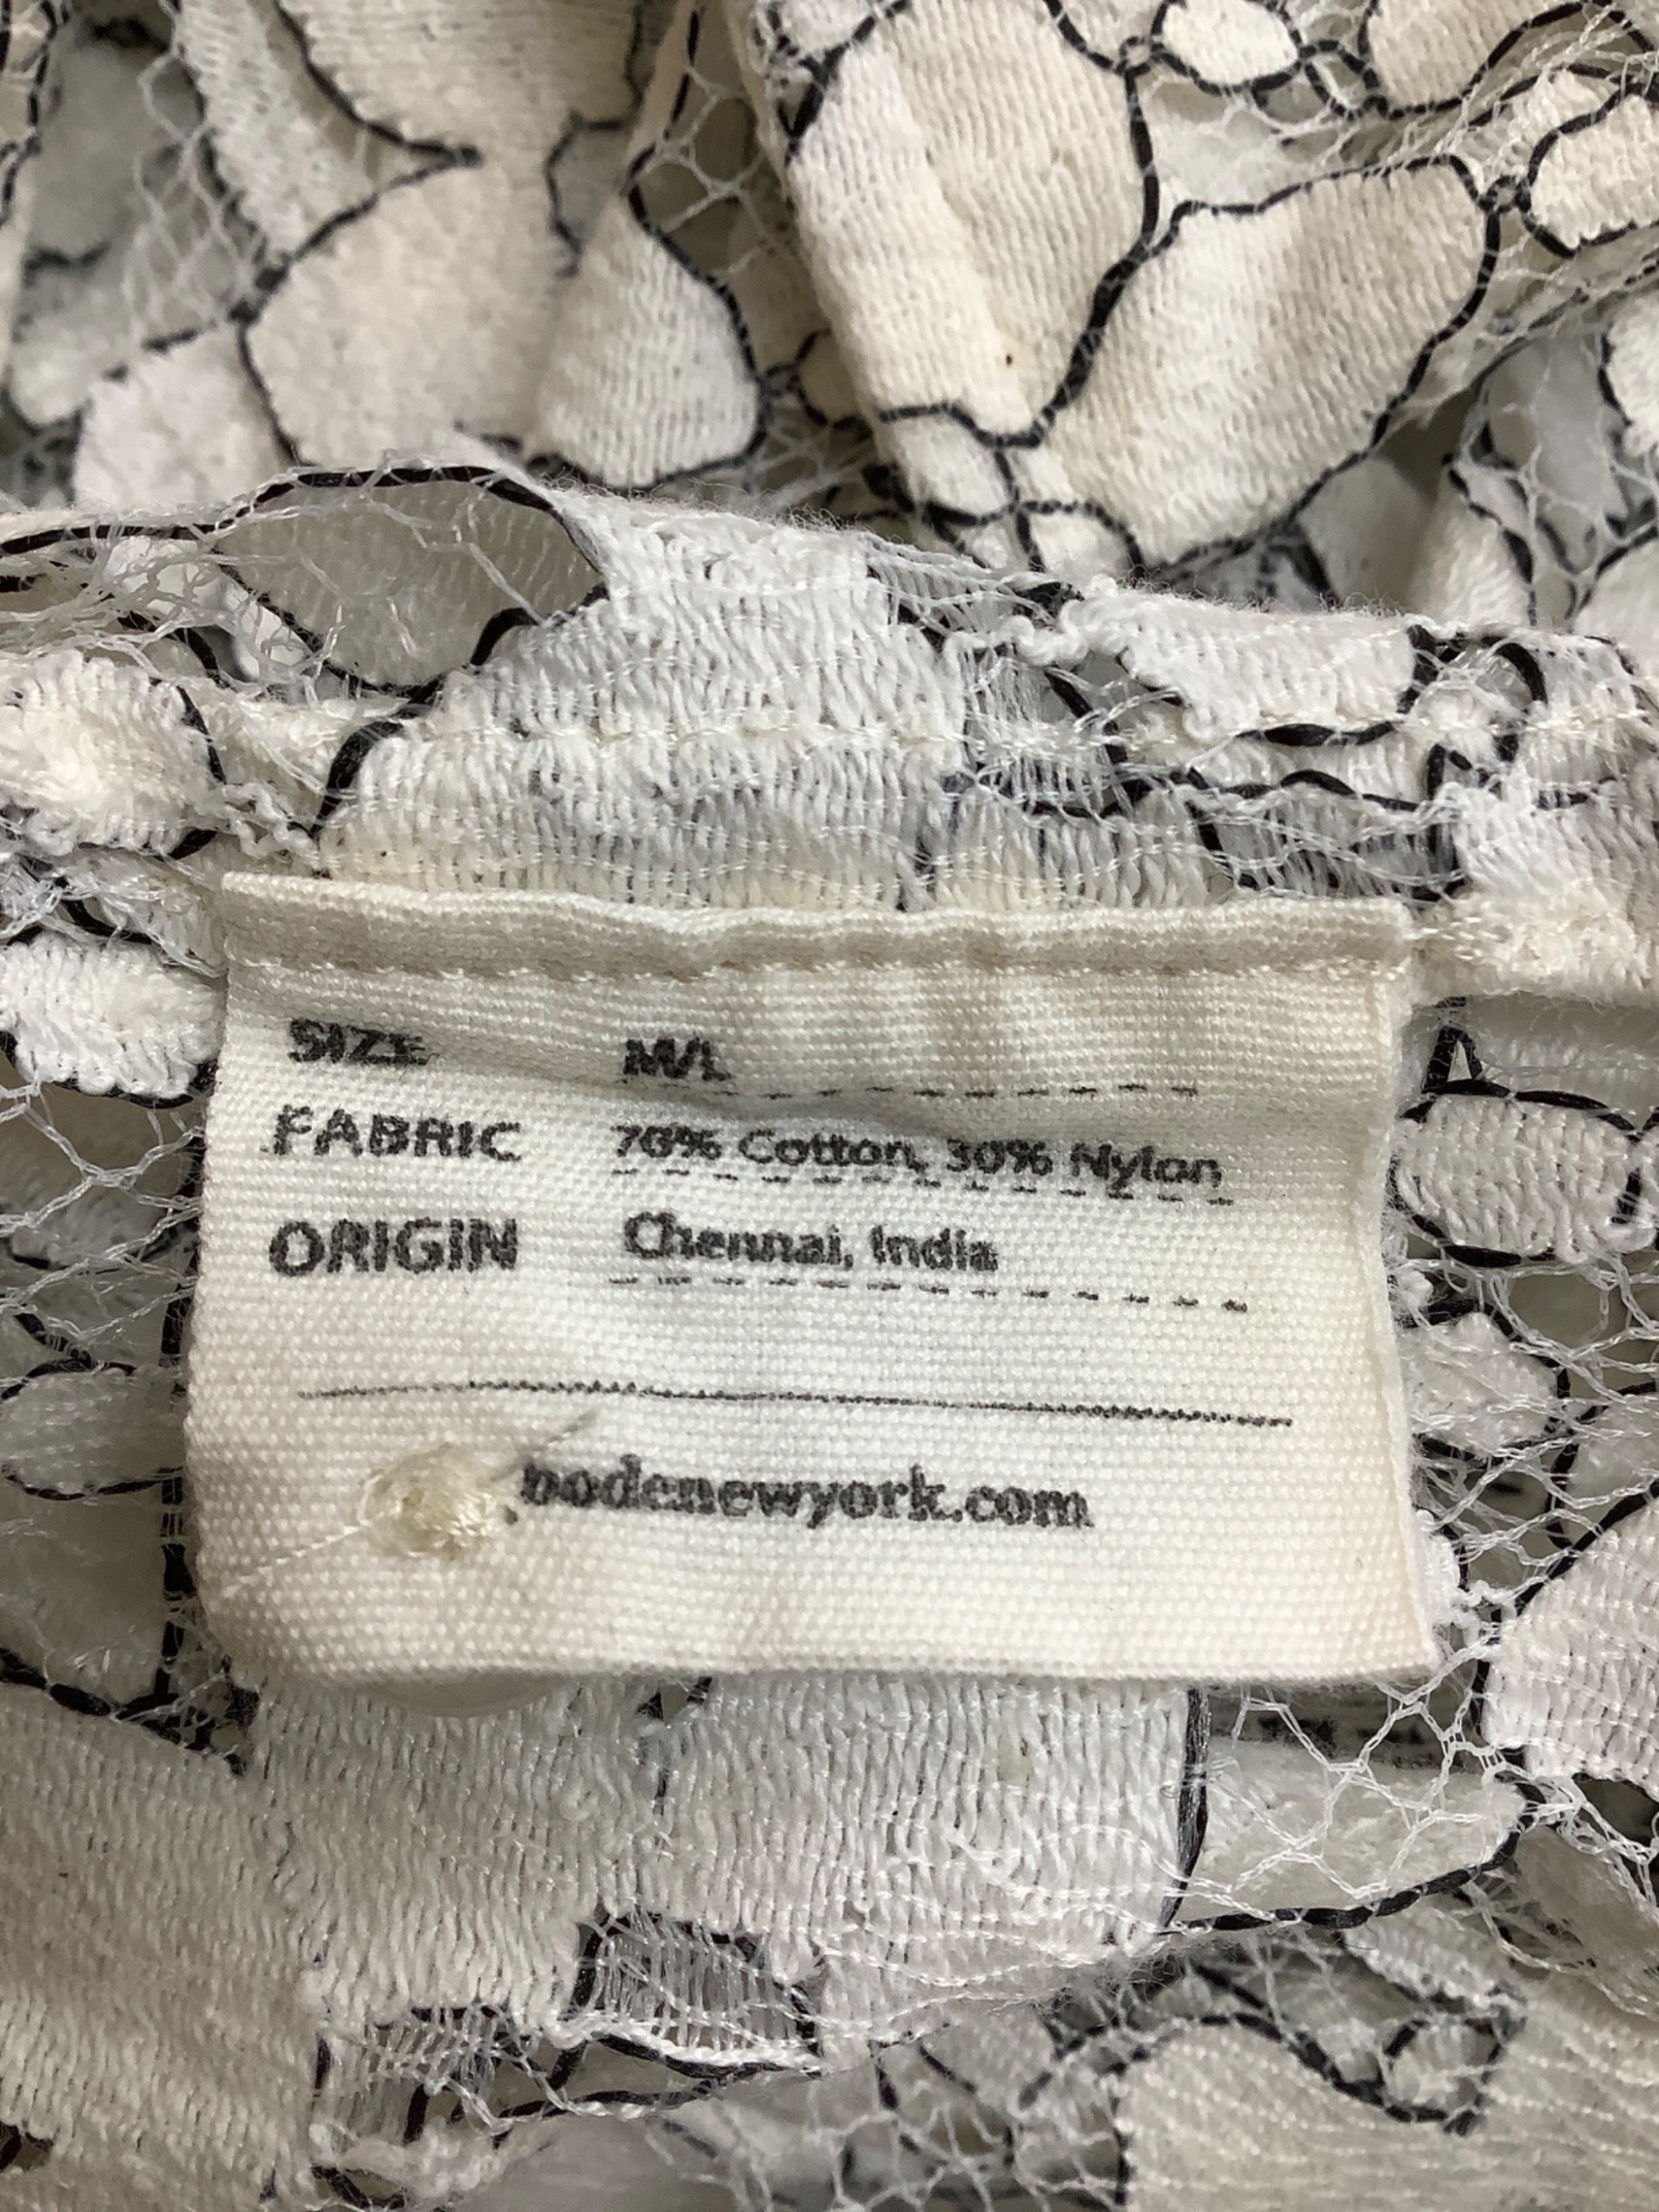 SIZE M/L
FABRIC 70% Cotton, 30% Nylon
ORIGIN Chennai, India
bodenewyork.com